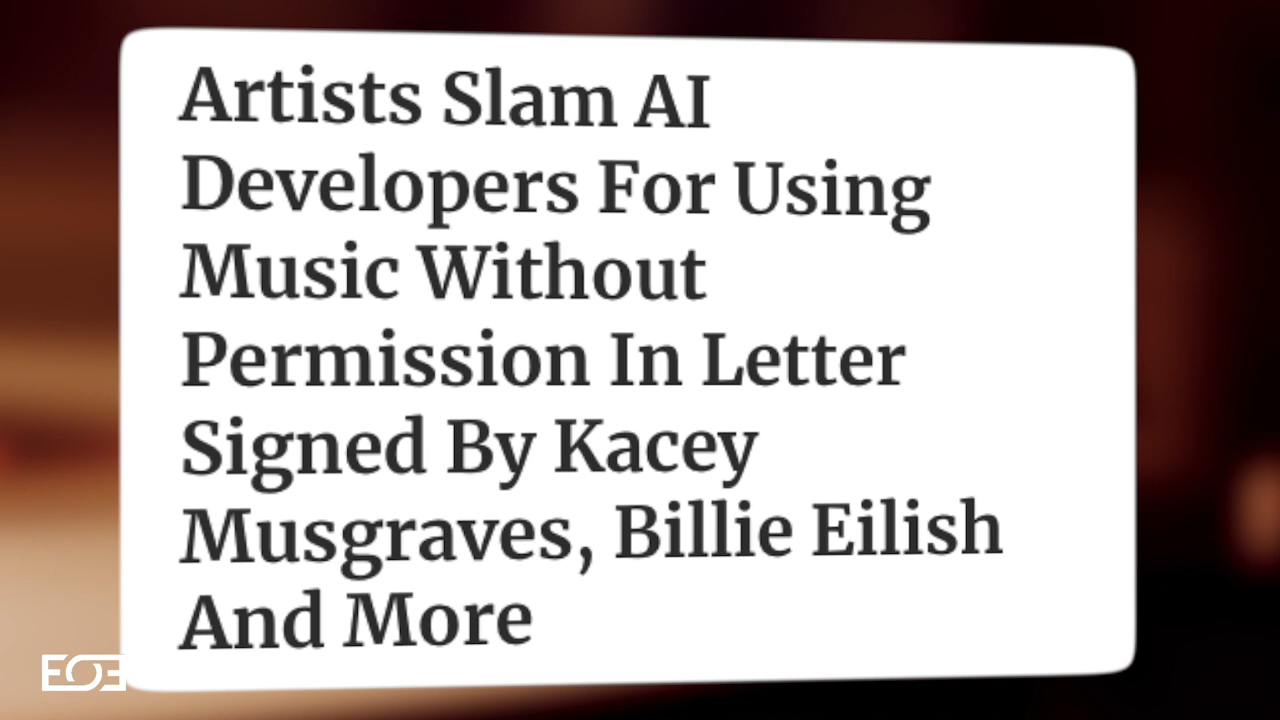 Artists Slam AI
Developers For Using
Music Without
Permission In Letter
Signed By Kacey
Musgraves, Billie Eilish
And More